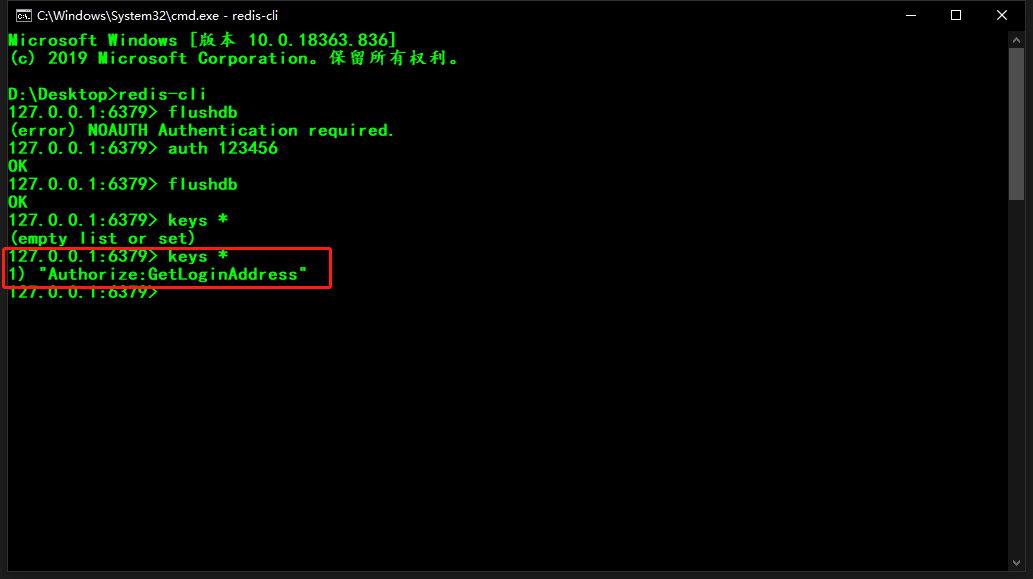 C:\Windows\System32\cmd.exe - redis-cli
Microsoft Windows [版本 10.0.18363.836]
(c) 2019 Microsoft Corporation。保留所有权利。
D:\Desktop>redis-cli
127.0.0.1:6379> flushdb
(error) NOAUTH Authentication required.
127.0.0.1:6379> auth 123456
OK
127.0.0.1:6379> flushdb
OK
127.0.0.1:6379> keys *
(empty list or set)
127.0.0.1:6379> keys *
1) "Authorize:GetLoginAddress"
127.0.0.1:6379>